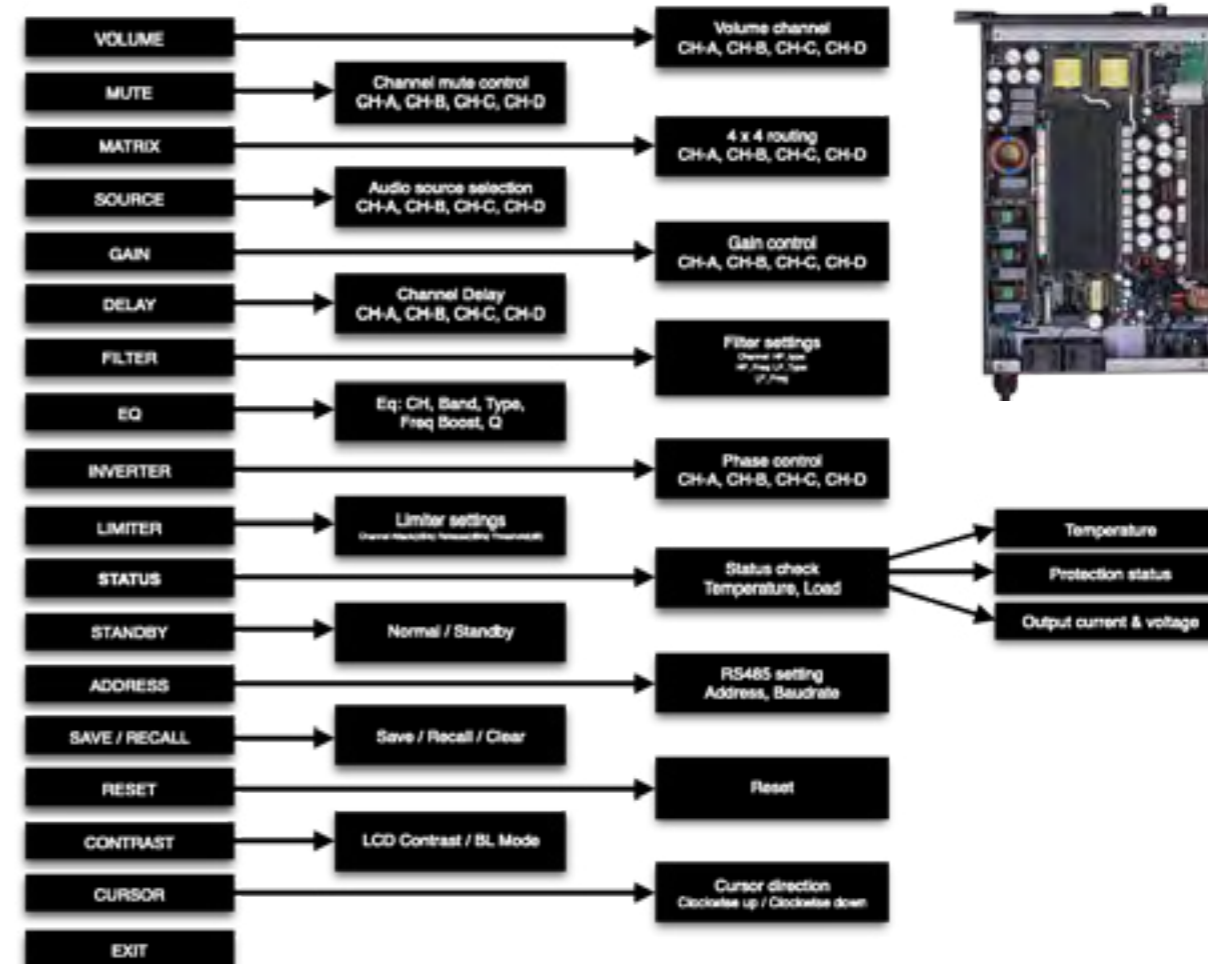 VOLUME
Volume channel
CH-A, CH-B, CH-C, CH-D
MUTE
Channel mute control
CH-A, CH-B, CH-C, CH-D
MATRIX
4 x 4 routing
CH-A, CH-B, CH-C, CH-D
SOURCE
Audio source selection
CH-A, CH-B, CH-C, CH-D
GAIN
Gain control
CH-A, CH-B, CH-C, CH-D
DELAY
Channel Delay
CH-A, CH-B, CH-C, CH-D
FILTER
Filter settings
Channel HF_type
HF_Freq LF_Type
LF_Freq
EQ
Eq: CH, Band, Type,
Freq Boost, Q
INVERTER
Phase control
CH-A, CH-B, CH-C, CH-D
LIMITER
Limiter settings
STATUS
Status check
Temperature, Load
Temperature
Protection status
Output current & voltage
STANDBY
Normal / Standby
ADDRESS
RS485 setting
Address, Baudrate
SAVE / RECALL
Save / Recall / Clear
RESET
Reset
CONTRAST
LCD Contrast / BL Mode
CURSOR
Cursor direction
Clockwise up / Clockwise down
EXIT